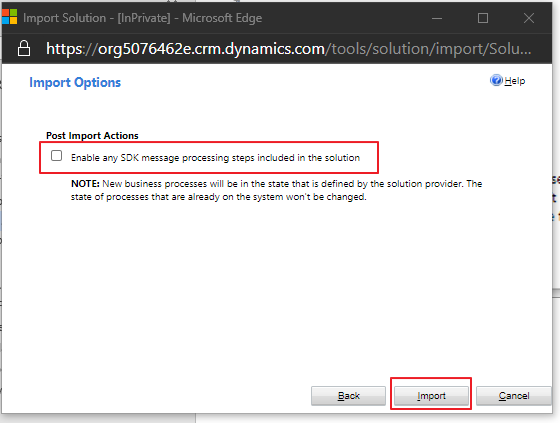 Import Solution - [InPrivate] - Microsoft Edge
https://org5076462e.crm.dynamics.com/tools/solution/import/Solu...
Import Options
Help
Post Import Actions
Enable any SDK message processing steps included in the solution
NOTE: New business processes will be in the state that is defined by the solution provider. The
state of processes that are already on the system won't be changed.
Back
Import
Cancel